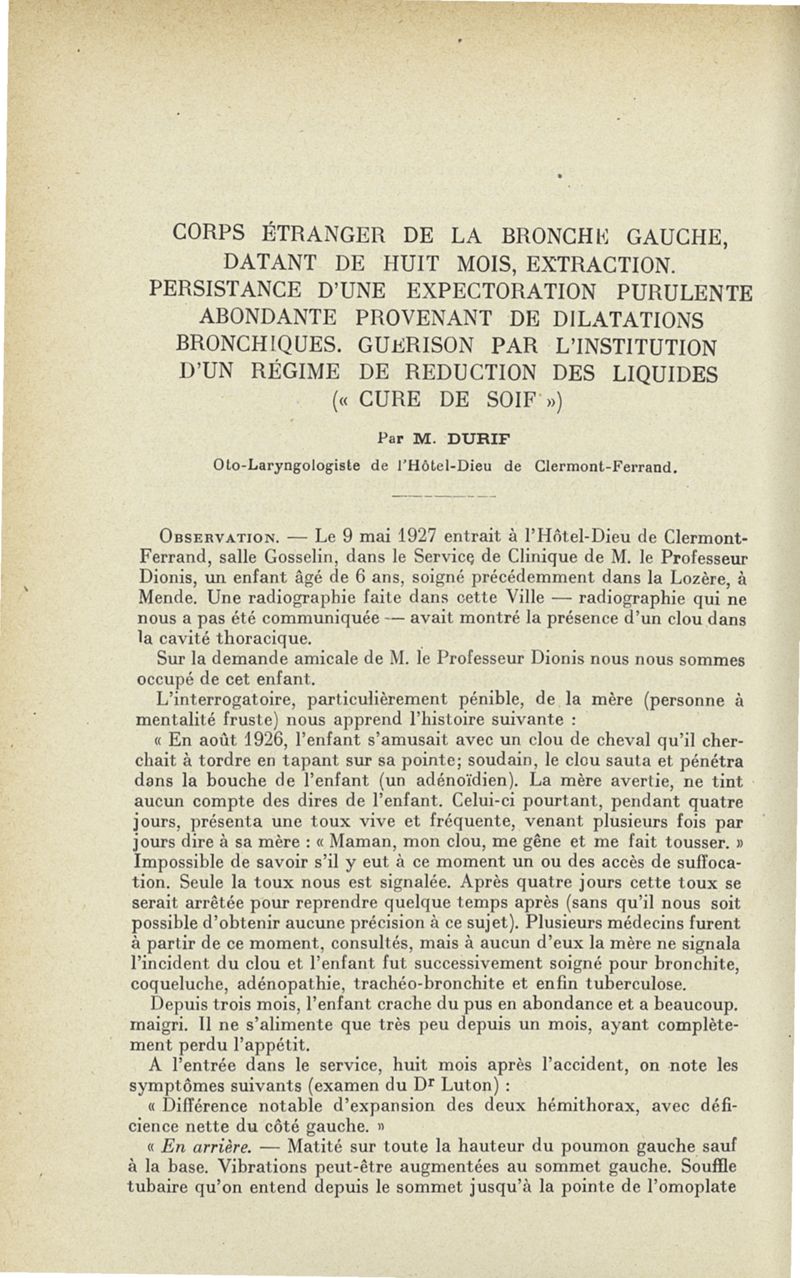 CORPS ÉTRANGER DE LA BRONCHE GAUCHE,
DATANT DE HUIT MOIS, EXTRACTION.
PERSISTANCE D'UNE EXPECTORATION PURULENTE
ABONDANTE PROVENANT DE DILATATIONS
BRONCHIQUES. GUÉRISON PAR L'INSTITUTION
D'UN RÉGIME DE REDUCTION DES LIQUIDES
(« CURE DE SOIF »)
Par M. DURIF
Oto-Laryngologiste de l'Hôtel-Dieu de Clermont-Ferrand.
OBSERVATION. — Le 9 mai 1927 entrait à l'Hôtel-Dieu de Clermont-
Ferrand, salle Gosselin, dans le Service de Clinique de M. le Professeur
Dionis, un enfant âgé de 6 ans, soigné précédemment dans la Lozère, à
Mende. Une radiographie faite dans cette Ville — radiographie qui ne
nous a pas été communiquée — avait montré la présence d'un clou dans
la cavité thoracique.
Sur la demande amicale de M. le Professeur Dionis nous nous sommes
occupé de cet enfant.
L'interrogatoire, particulièrement pénible, de la mère (personne à
mentalité fruste) nous apprend l'histoire suivante :
« En août 1926, l'enfant s'amusait avec un clou de cheval qu'il cher-
chait à tordre en tapant sur sa pointe; soudain, le clou sauta et pénétra
dans la bouche de l'enfant (un adénoïdien). La mère avertie, ne tint
aucun compte des dires de l'enfant. Celui-ci pourtant, pendant quatre
jours, présenta une toux vive et fréquente, venant plusieurs fois par
jours dire à sa mère : « Maman, mon clou, me gêne et me fait tousser. »
Impossible de savoir s'il y eut à ce moment un ou des accès de suffoca-
tion. Seule la toux nous est signalée. Après quatre jours cette toux se
serait arrêtée pour reprendre quelque temps après (sans qu'il nous soit
possible d'obtenir aucune précision à ce sujet). Plusieurs médecins furent
à partir de ce moment, consultés, mais à aucun d'eux la mère ne signala
l'incident du clou et l'enfant fut successivement soigné pour bronchite,
coqueluche, adénopathie, trachéo-bronchite et enfin tuberculose.
Depuis trois mois, l'enfant crache du pus en abondance et a beaucoup.
maigri. Il ne s'alimente que très peu depuis un mois, ayant complète-
ment perdu l'appétit.
A l'entrée dans le service, huit mois après l'accident, on note les
symptômes suivants (examen du Dr Luton) :
« Différence notable d'expansion des deux hémithorax, avec défi-
cience nette du côté gauche. »
« En arrière. — Matité sur toute la hauteur du poumon gauche sauf
à la base. Vibrations peut-être augmentées au sommet gauche. Souffle
tubaire qu'on entend depuis le sommet jusqu'à la pointe de l'omoplate